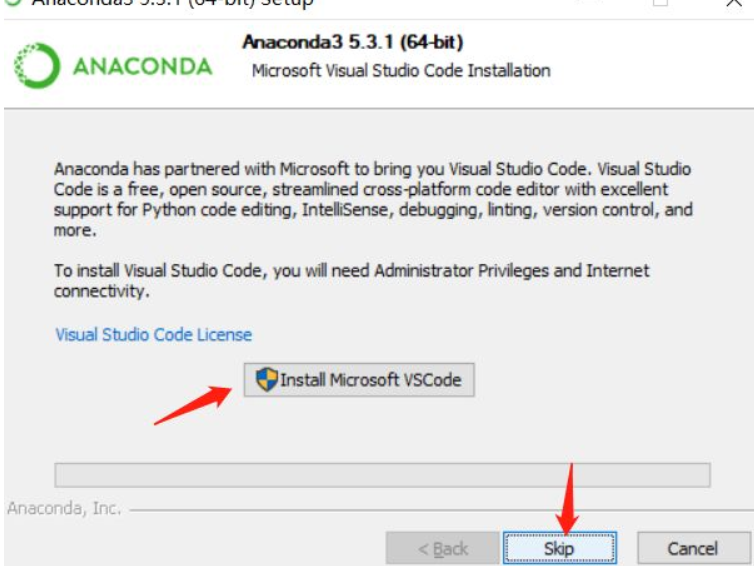 Anaconda3 5.3.1 (64-bit) Setup
Anaconda3 5.3.1 (64-bit)
ANACONDA
Microsoft Visual Studio Code Installation
Anaconda has partnered with Microsoft to bring you Visual Studio Code. Visual Studio
Code is a free, open source, streamlined cross-platform code editor with excellent
support for Python code editing, IntelliSense, debugging, linting, version control, and
more.
To install Visual Studio Code, you will need Administrator Privileges and Internet
connectivity.
Visual Studio Code License
Install Microsoft VSCode
Anaconda, Inc.
< Back
Skip
Cancel